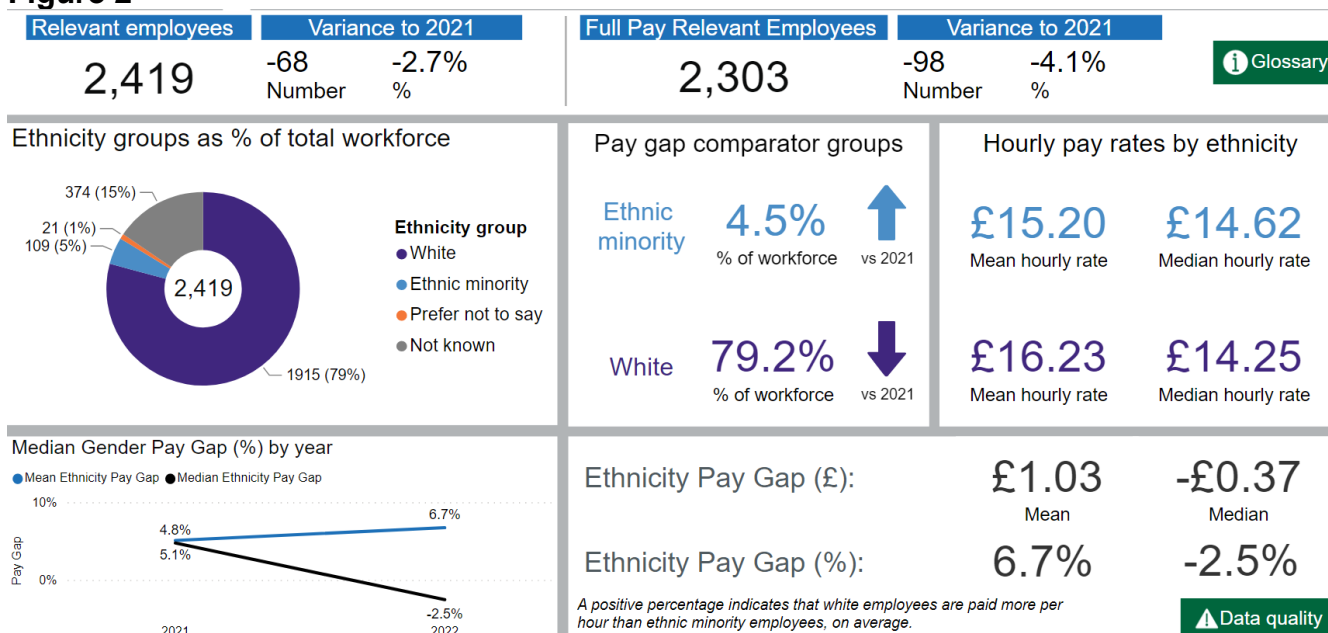 Figure 2
Relevant employees
Variance to 2021
2,419
-68
Number
-2.7%
%
Full Pay Relevant Employees
Variance to 2021
2,303
-98
Number
-4.1%
%
Glossary
Ethnicity groups as % of total workforce
374 (15%)
21 (1%)
109 (5%)
2,419
1915 (79%)
Ethnicity group
White
Ethnic minority
Prefer not to say
Not known
Pay gap comparator groups
Ethnic
minority
4.5%
% of workforce
vs 2021
White
79.2%
% of workforce
vs 2021
Hourly pay rates by ethnicity
£15.20
Mean hourly rate
£14.62
Median hourly rate
£16.23
Mean hourly rate
£14.25
Median hourly rate
Median Gender Pay Gap (%) by year
Mean Ethnicity Pay Gap Median Ethnicity Pay Gap
10%
0%
Pay Gap
4.8%
5.1%
6.7%
-2.5%
2021
2022
Ethnicity Pay Gap (£):
£1.03
Mean
-£0.37
Median
Ethnicity Pay Gap (%):
6.7%
-2.5%
A positive percentage indicates that white employees are paid more per
hour than ethnic minority employees, on average.
Data quality